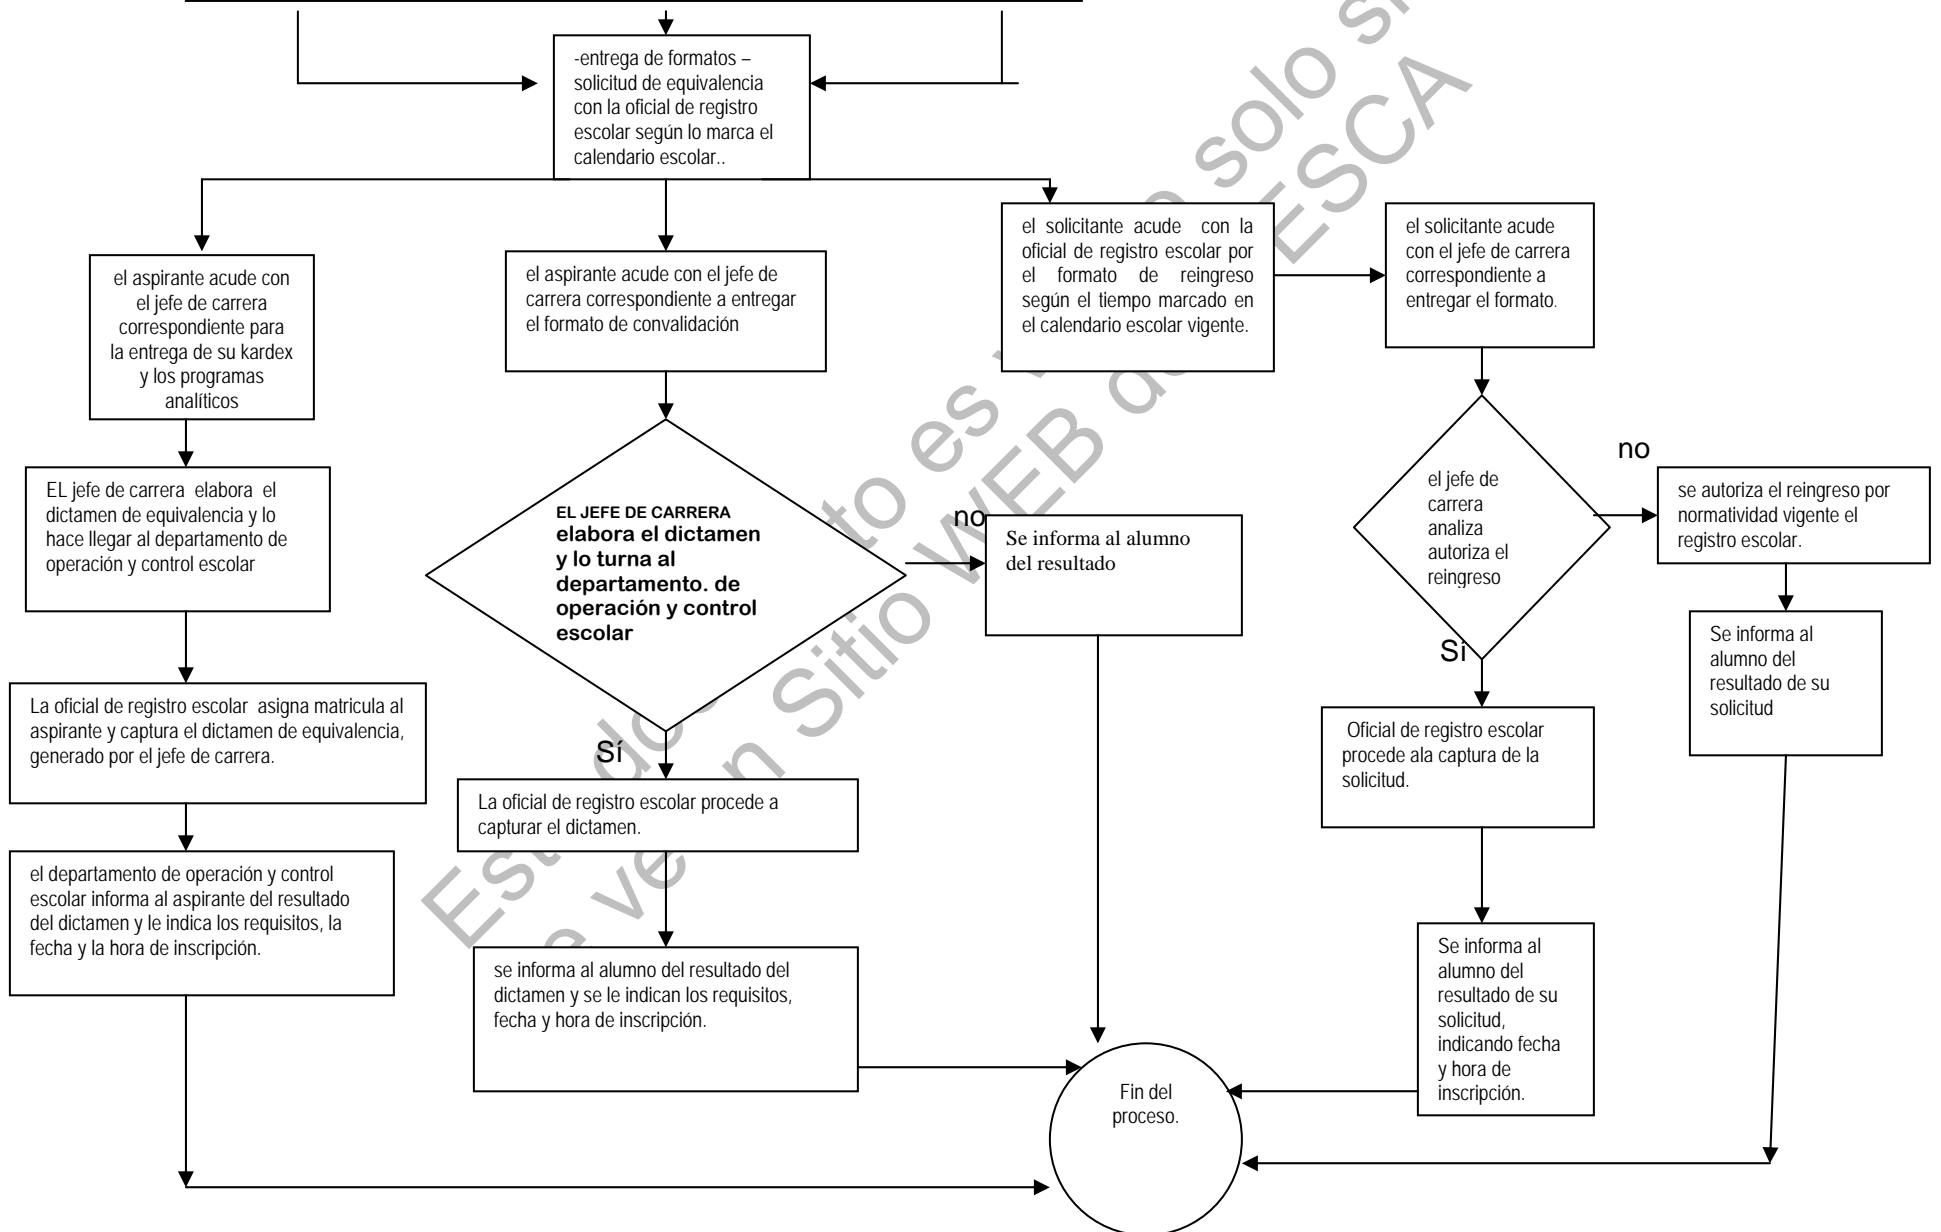 -entrega de formatos –
solicitud de equivalencia
con la oficial de registro
escolar según lo marca el
calendario escolar..
el aspirante acude con
el jefe de carrera
correspondiente para
la entrega de su kardex
y los programas
analíticos
el aspirante acude con el jefe de
carrera correspondiente a entregar
el formato de convalidación
el solicitante acude con la
oficial de registro escolar por
el formato de reingreso
según el tiempo marcado en
el calendario escolar vigente.
el solicitante acude
con el jefe de carrera
correspondiente a
entregar el formato.
EL jefe de carrera elabora el
dictamen de equivalencia y lo
hace llegar al departamento de
operación y control escolar
EL JEFE DE CARRERA
elabora el dictamen
y lo turna al
departamento. de
operación y control
escolar
no
Se informa al alumno
del resultado
el jefe de
carrera
analiza
autoriza el
reingreso
no
se autoriza el reingreso por
normatividad vigente el
registro escolar.
Sí
Se informa al
alumno del
resultado de su
solicitud
La oficial de registro escolar asigna matricula al
aspirante y captura el dictamen de equivalencia,
generado por el jefe de carrera.
Sí
La oficial de registro escolar procede a
capturar el dictamen.
Oficial de registro escolar
procede ala captura de la
solicitud.
el departamento de operación y control
escolar informa al aspirante del resultado
del dictamen y le indica los requisitos, la
fecha y la hora de inscripción.
se informa al alumno del resultado del
dictamen y se le indican los requisitos,
fecha y hora de inscripción.
Se informa al
alumno del
resultado de su
solicitud,
indicando fecha
y hora de
inscripción.
Fin del
proceso.
es solo
Sitio WEB ESCA